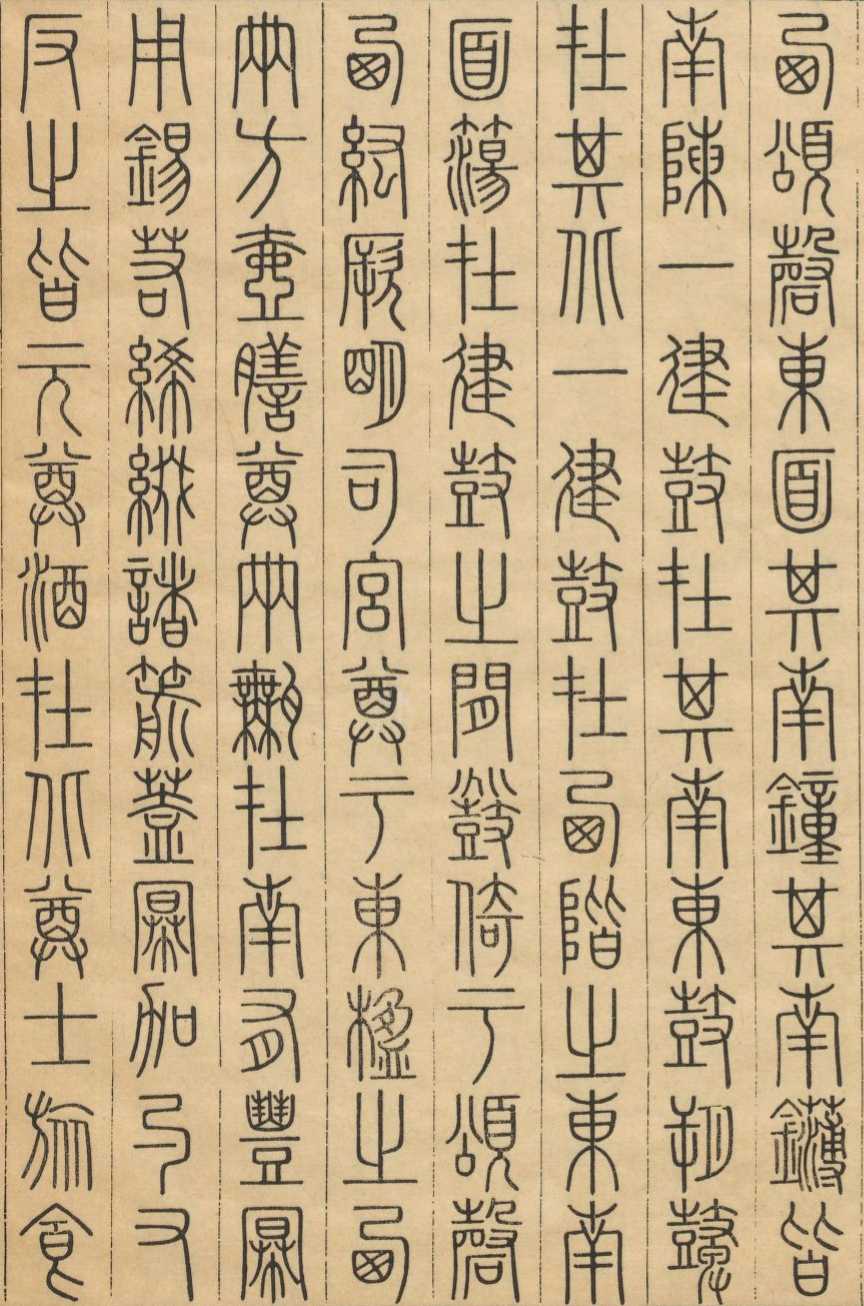 西頌磬東面其南鐘其南鑮皆
南陳一建鼓在其南東鼓朔鼙
在其北一建鼓在西階之東南
面簜在建鼓之間鼗倚于頌磬
西紘厥明司宮尊于東楹之西
兩方壺膳尊兩甒在南有豐冪
用錫若絺綴諸箭蓋冪加勺又
反之皆元尊酒在北尊士旅食